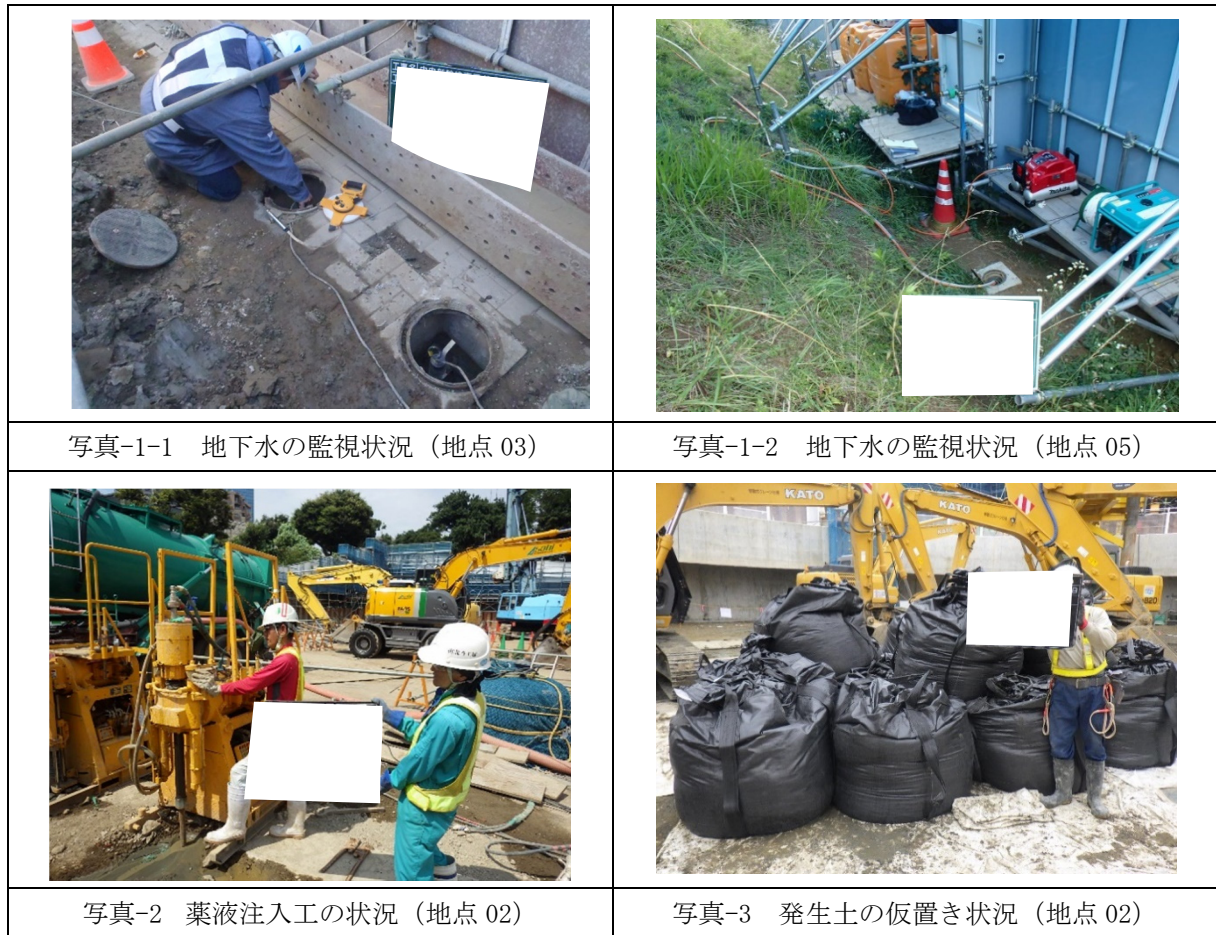 写真-1-1 地下水の監視状況（地点 03）
写真-1-2 地下水の監視状況（地点 05）
KATO
KATO
写真-2 薬液注入工の状況（地点 02）
写真-3 発生土の仮置き状況（地点 02）